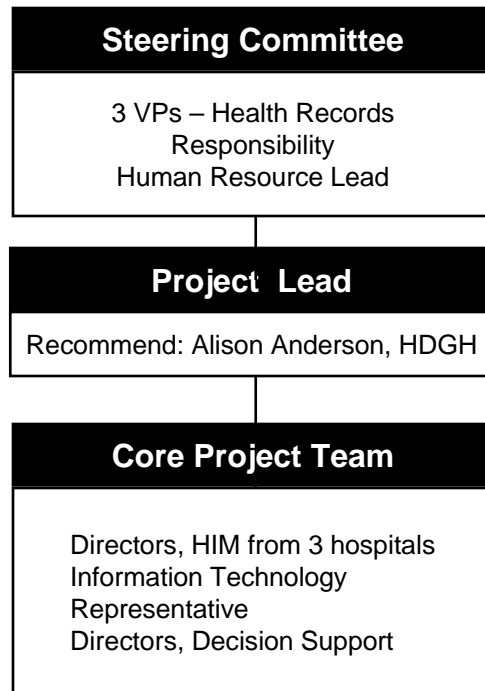 Steering Committee
3 VPs – Health Records
Responsibility
Human Resource Lead
Project Lead
Recommend: Alison Anderson, HDGH
Core Project Team
Directors, HIM from 3 hospitals
Information Technology
Representative
Directors, Decision Support